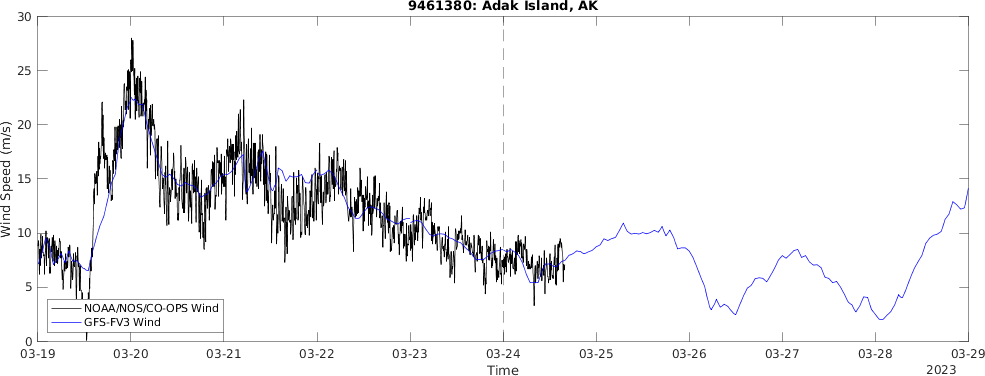 9461380: Adak Island, AK
Wind Speed (m/s)
30
25
20
15
10
5
0
NOAA/NOS/CO-OPS Wind
GFS-FV3 Wind
03-19 03-20 03-21 03-22 03-23 03-24 03-25 03-26 03-27 03-28 03-29
Time
2023